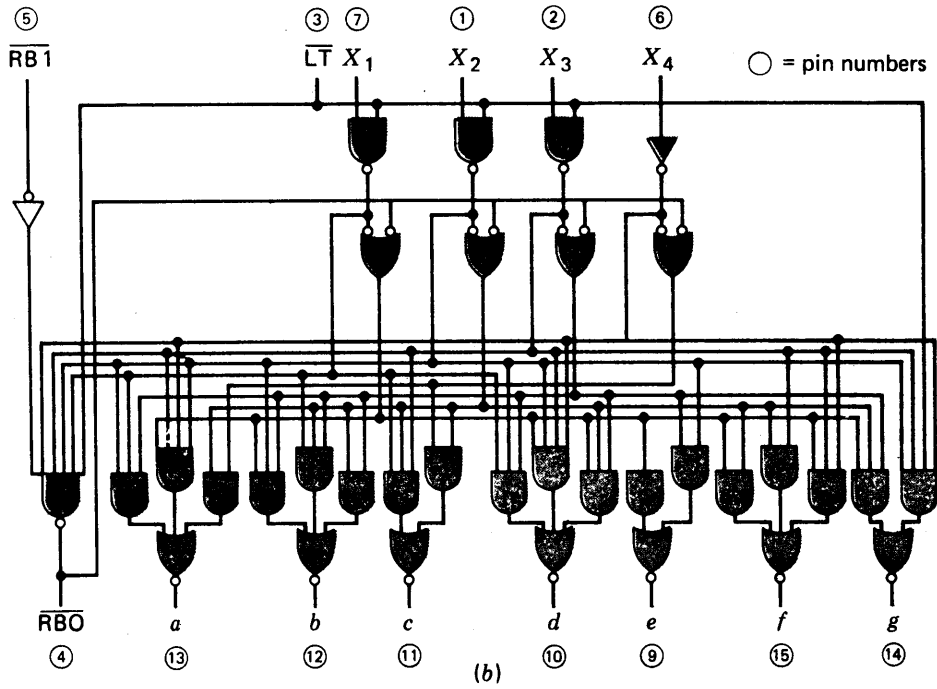 ⑤ ③ ⑦ ① ② ⑥
RB1 LT X1 X2 X3 X4 ○ = pin numbers
RBO a b c d e f g
④ ⑬ ⑫ ⑪ ⑩ ⑨ ⑮ ⑭
(b)